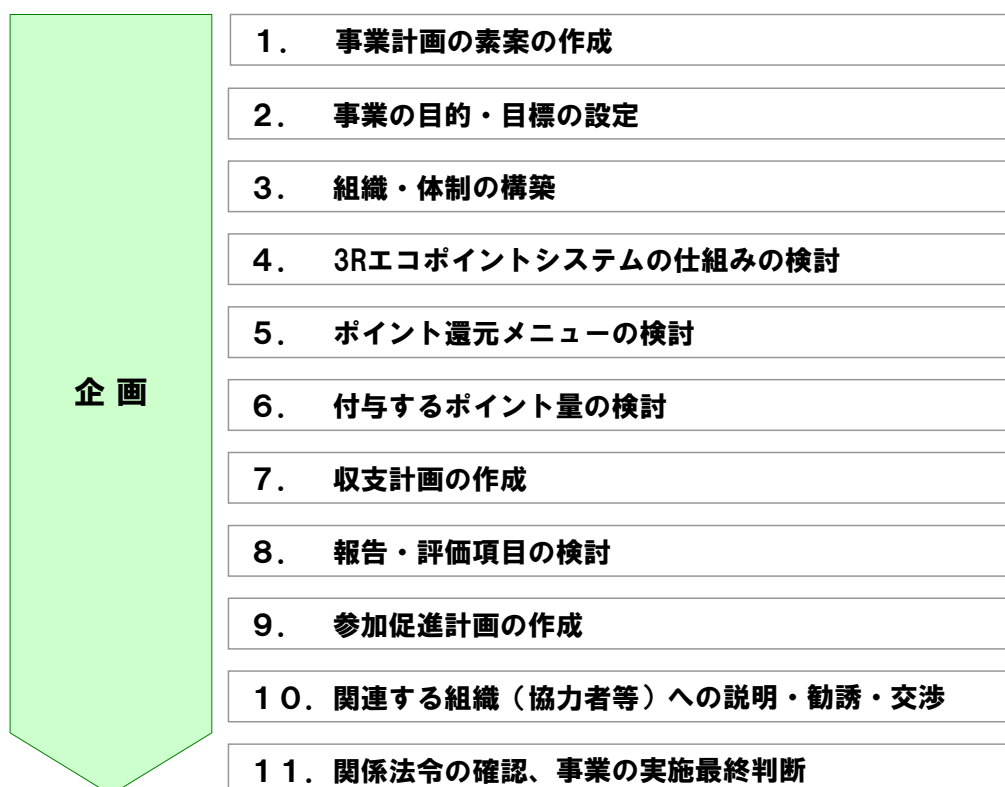 企 画
１． 事業計画の素案の作成
２． 事業の目的・目標の設定
３． 組織・体制の構築
４． 3Rエコポイントシステムの仕組みの検討
５． ポイント還元メニューの検討
６． 付与するポイント量の検討
７． 収支計画の作成
８． 報告・評価項目の検討
９． 参加促進計画の作成
１０．関連する組織（協力者等）への説明・勧誘・交渉
１１．関係法令の確認、事業の実施最終判断